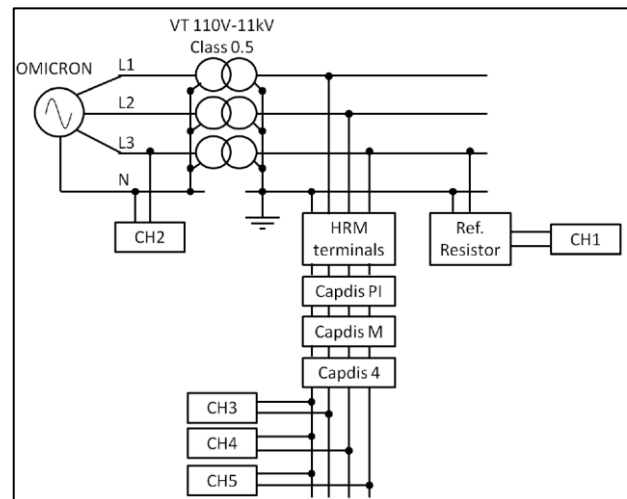 VT 110V-11kV
Class 0.5
OMICRON
L1
L2
L3
N
CH2
HRM
terminals
Ref.
Resistor
CH1
Capdis PI
Capdis M
Capdis 4
CH3
CH4
CH5